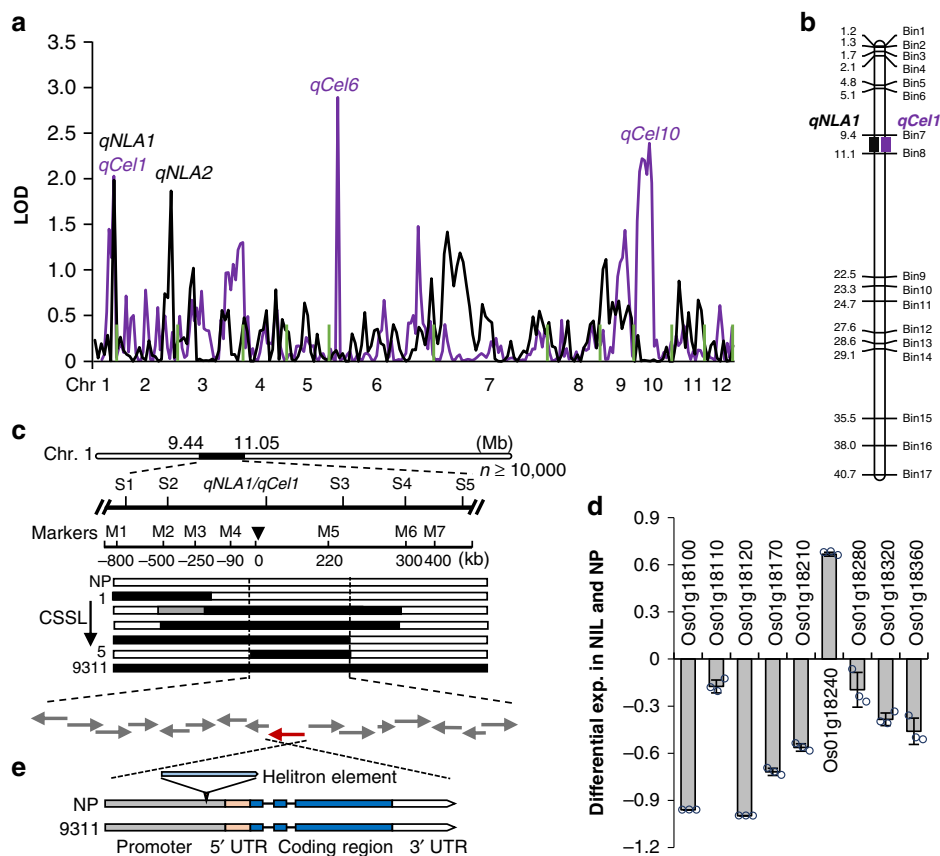 a
3.5
3.0
2.5
2.0
1.5
1.0
0.5
0
LOD
qNLA1
qCel1
qNLA2
qCel6
qCel10
Chr 1 2 3 4 5 6 7 8 9 10 11 12
b
1.2 Bin1
1.3 Bin2
1.7 Bin3
2.1 Bin4
4.8 Bin5
5.1 Bin6
qNLA1 qCel1
9.4 Bin7
11.1 Bin8
22.5 Bin9
23.3 Bin10
24.7 Bin11
27.6 Bin12
28.6 Bin13
29.1 Bin14
35.5 Bin15
38.0 Bin16
40.7 Bin17
c
9.44 11.05 (Mb)
Chr. 1
n ≥ 10,000
S1 S2 qNLA1/qCel1 S3 S4 S5
Markers M1 M2 M3 M4 M5 M6 M7
−800 −500 −250 −90 0 220 300 400 (kb)
NP
1
CSSL
5
9311
d
Differential exp. in NIL and NP
0.9
0.6
0.3
0
−0.3
−0.6
−0.9
−1.2
Os01g18100
Os01g18110
Os01g18120
Os01g18170
Os01g18210
Os01g18240
Os01g18280
Os01g18320
Os01g18360
e
Helitron element
NP
9311
Promoter 5′ UTR Coding region 3′ UTR